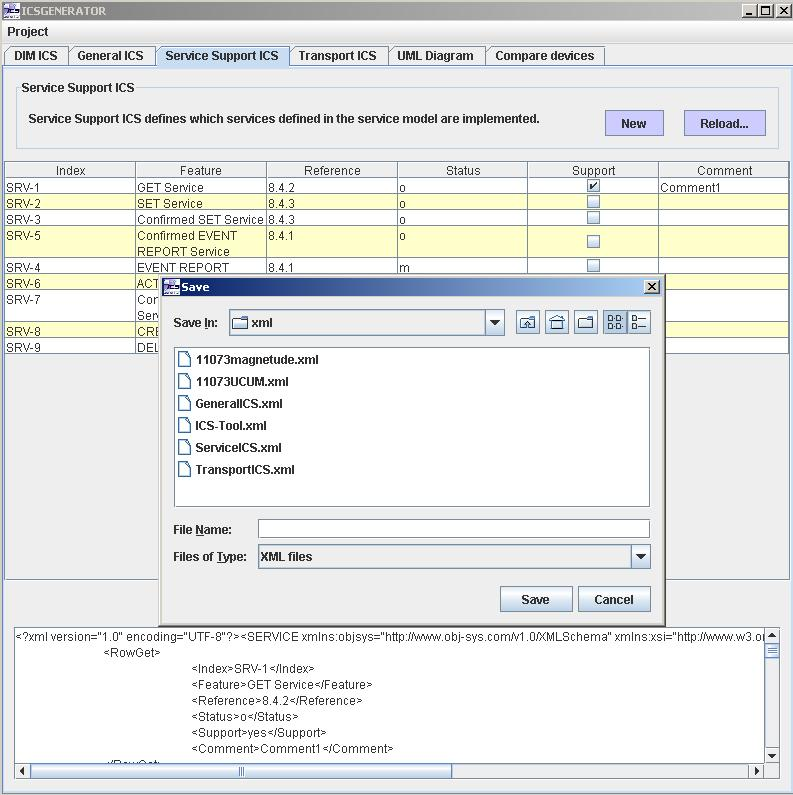 ICSGENERATOR
Project
DIM ICS General ICS Service Support ICS Transport ICS UML Diagram Compare devices
Service Support ICS
Service Support ICS defines which services defined in the service model are implemented.
New Reload...
Index Feature Reference Status Support Comment
SRV-1 GET Service 8.4.2 o Comment1
SRV-2 SET Service 8.4.3 o
SRV-3 Confirmed SET Service 8.4.3 o
SRV-5 Confirmed EVENT 8.4.1 o
REPORT Service
SRV-4 EVENT REPORT 8.4.1 m
SRV-6 ACT
SRV-7 Con
Serv
SRV-8 CRE
SRV-9 DEL
Save
Save In: xml
11073magnetude.xml
11073UCUM.xml
GeneralICS.xml
ICS-Tool.xml
ServiceICS.xml
TransportICS.xml
File Name:
Files of Type: XML files
Save Cancel
<?xml version="1.0" encoding="UTF-8"?><SERVICE xmlns:objsys="http://www.obj-sys.com/v1.0/XMLSchema" xmlns:xsi="http://www.w3.or
<RowGet>
<Index>SRV-1</Index>
<Feature>GET Service</Feature>
<Reference>8.4.2</Reference>
<Status>o</Status>
<Support>yes</Support>
<Comment>Comment1</Comment>
</RowGet>